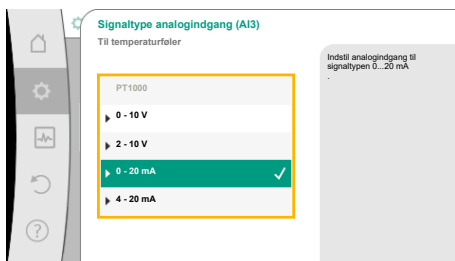 Signaltype analogindgang (AI3)
Til temperaturføler
PT1000
0 - 10 V
2 - 10 V
0 - 20 mA
4 - 20 mA
Indstil analogindgang til
signaltypen 0...20 mA
.
?